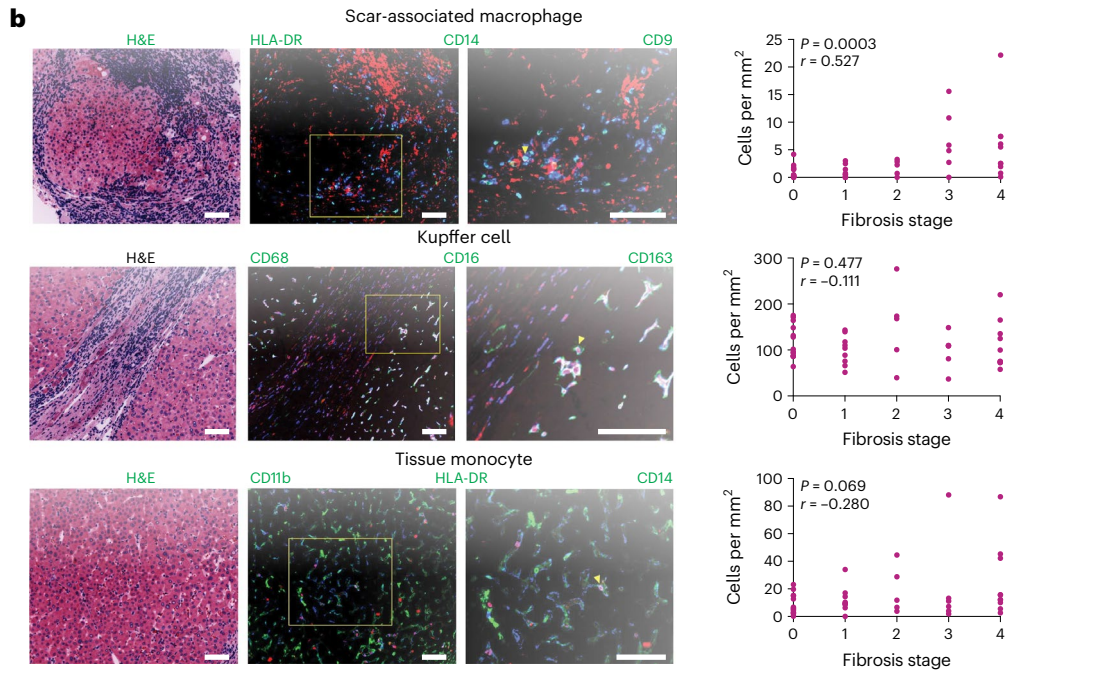 b
Scar-associated macrophage
H&E HLA-DR CD14 CD9
P = 0.0003
r = 0.527
Cells per mm²
25
20
15
10
5
0
0 1 2 3 4
Fibrosis stage
Kupffer cell
H&E CD68 CD16 CD163
P = 0.477
r = –0.111
Cells per mm²
300
200
100
0
0 1 2 3 4
Fibrosis stage
Tissue monocyte
H&E CD11b HLA-DR CD14
P = 0.069
r = –0.280
Cells per mm²
100
80
60
40
20
0
0 1 2 3 4
Fibrosis stage